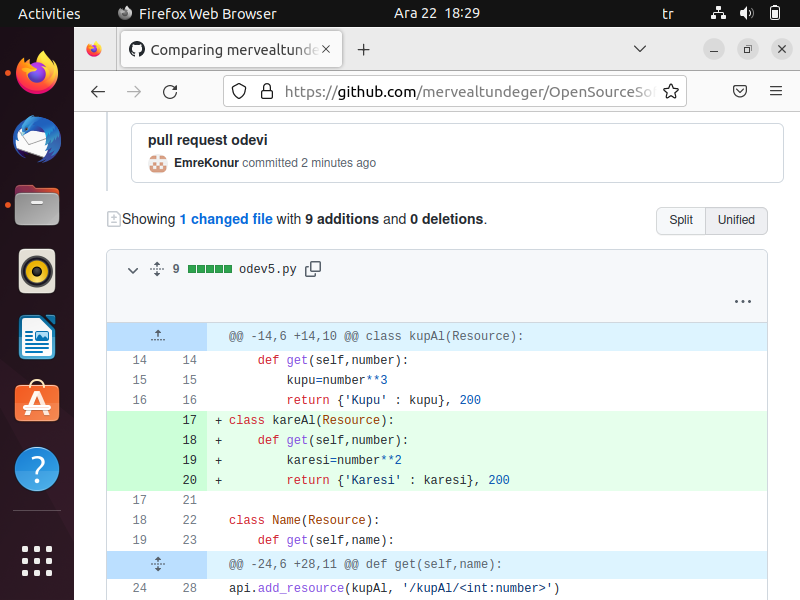 Activities Firefox Web Browser Ara 22 18:29 tr
Comparing mervealtunde
https://github.com/mervealtundeger/OpenSourceSof
pull request odevi
EmreKonur committed 2 minutes ago
Showing 1 changed file with 9 additions and 0 deletions.
Split Unified
9 odev5.py
@@ -14,6 +14,10 @@ class kupAl(Resource):
14 14 def get(self,number):
15 15 kupu=number**3
16 16 return {'Kupu' : kupu}, 200
17 + class kareAl(Resource):
18 + def get(self,number):
19 + karesi=number**2
20 + return {'Karesi' : karesi}, 200
17 21
18 22 class Name(Resource):
19 23 def get(self,name):
@@ -24,6 +28,11 @@ def get(self,name):
24 28 api.add_resource(kupAl, '/kupAl/<int:number>')